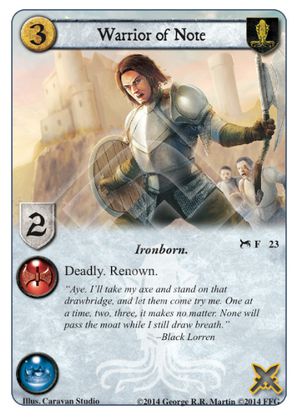 3
Warrior of Note
2
Ironborn.
F 23
Deadly. Renown.
"Aye. I'll take my axe and stand on that
drawbridge, and let them come try me. One at
a time, two, three, it makes no matter. None will
pass the moat while I still draw breath."
–Black Lorren
Illus. Caravan Studio
©2014 George R.R. Martin ©2014 FFG